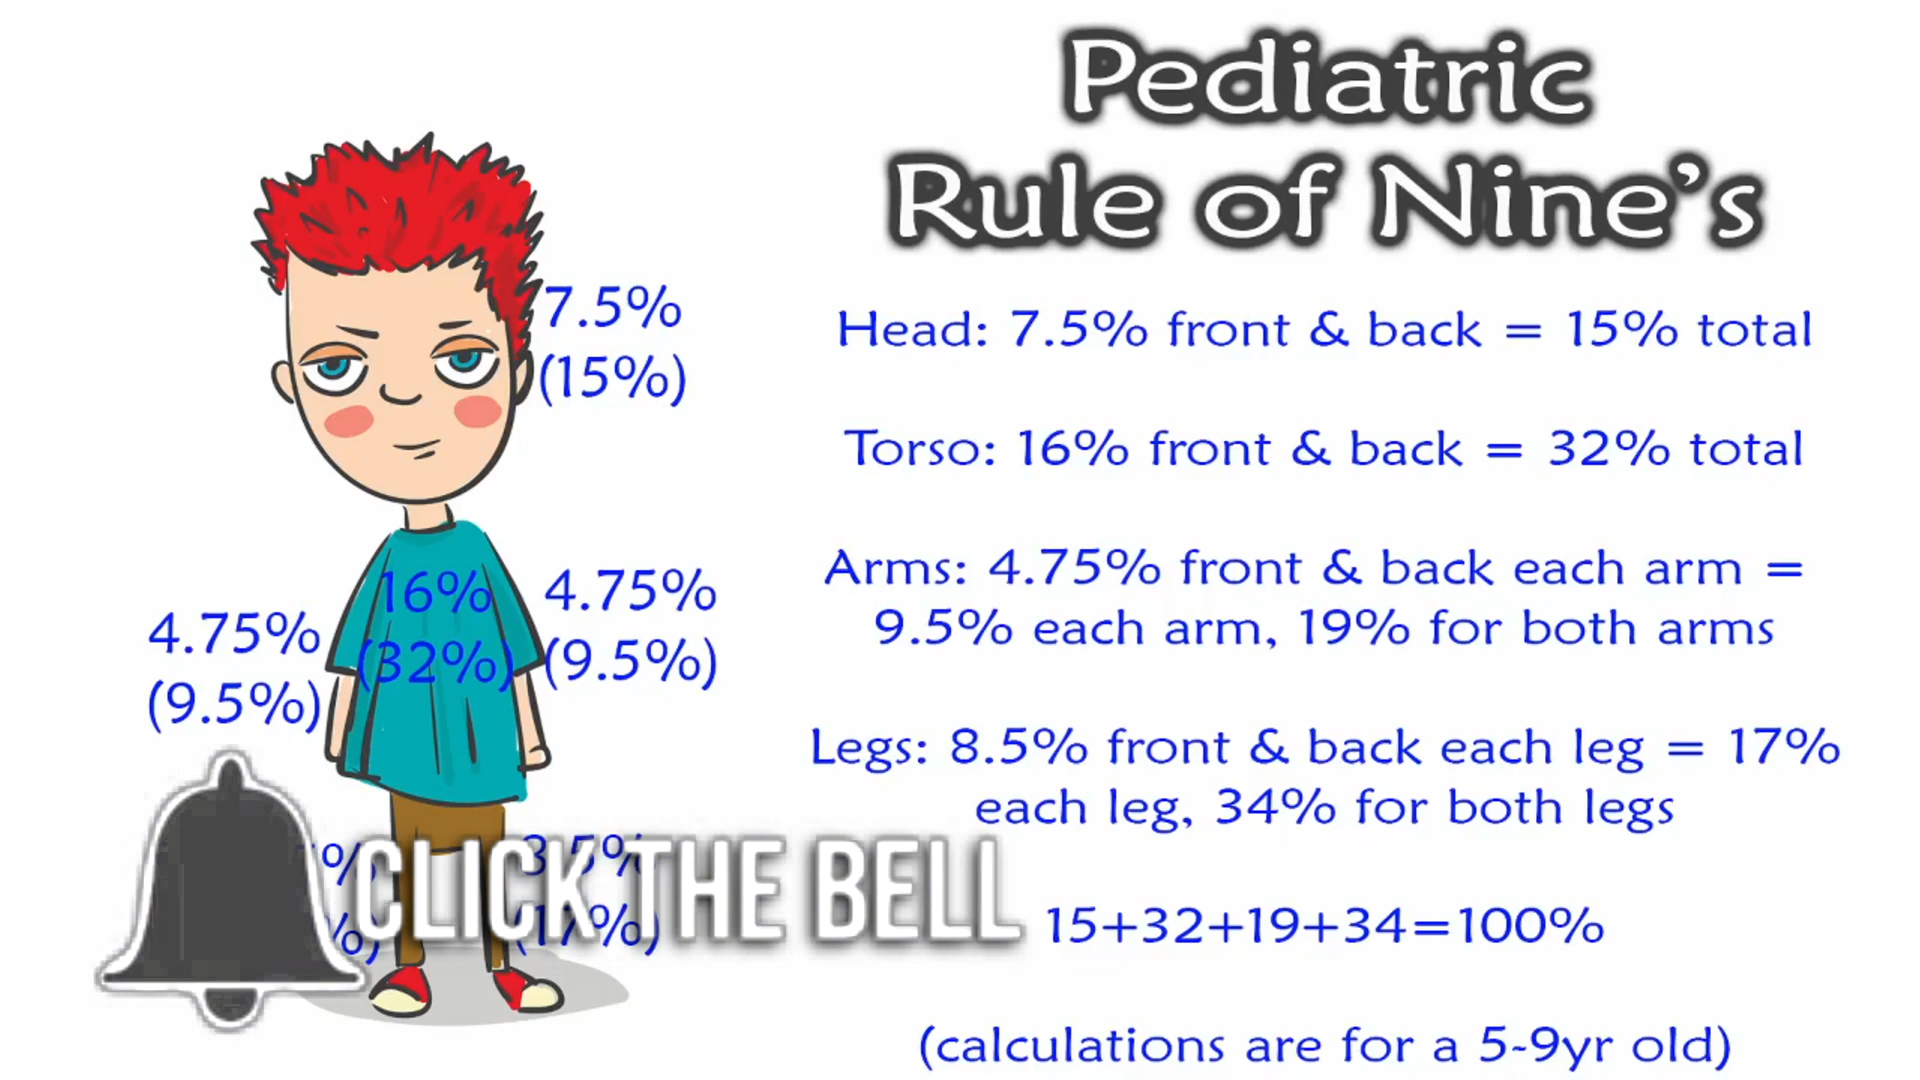 Pediatric
Rule of Nine's
Head: 7.5% front & back = 15% total
Torso: 16% front & back = 32% total
Arms: 4.75% front & back each arm =
9.5% each arm, 19% for both arms
Legs: 8.5% front & back each leg = 17%
each leg, 34% for both legs
15+32+19+34=100%
(calculations are for a 5-9yr old)
7.5%
(15%)
16%
(32%)
4.75%
(9.5%)
4.75%
(9.5%)
(17%)
CLICK THE BELL